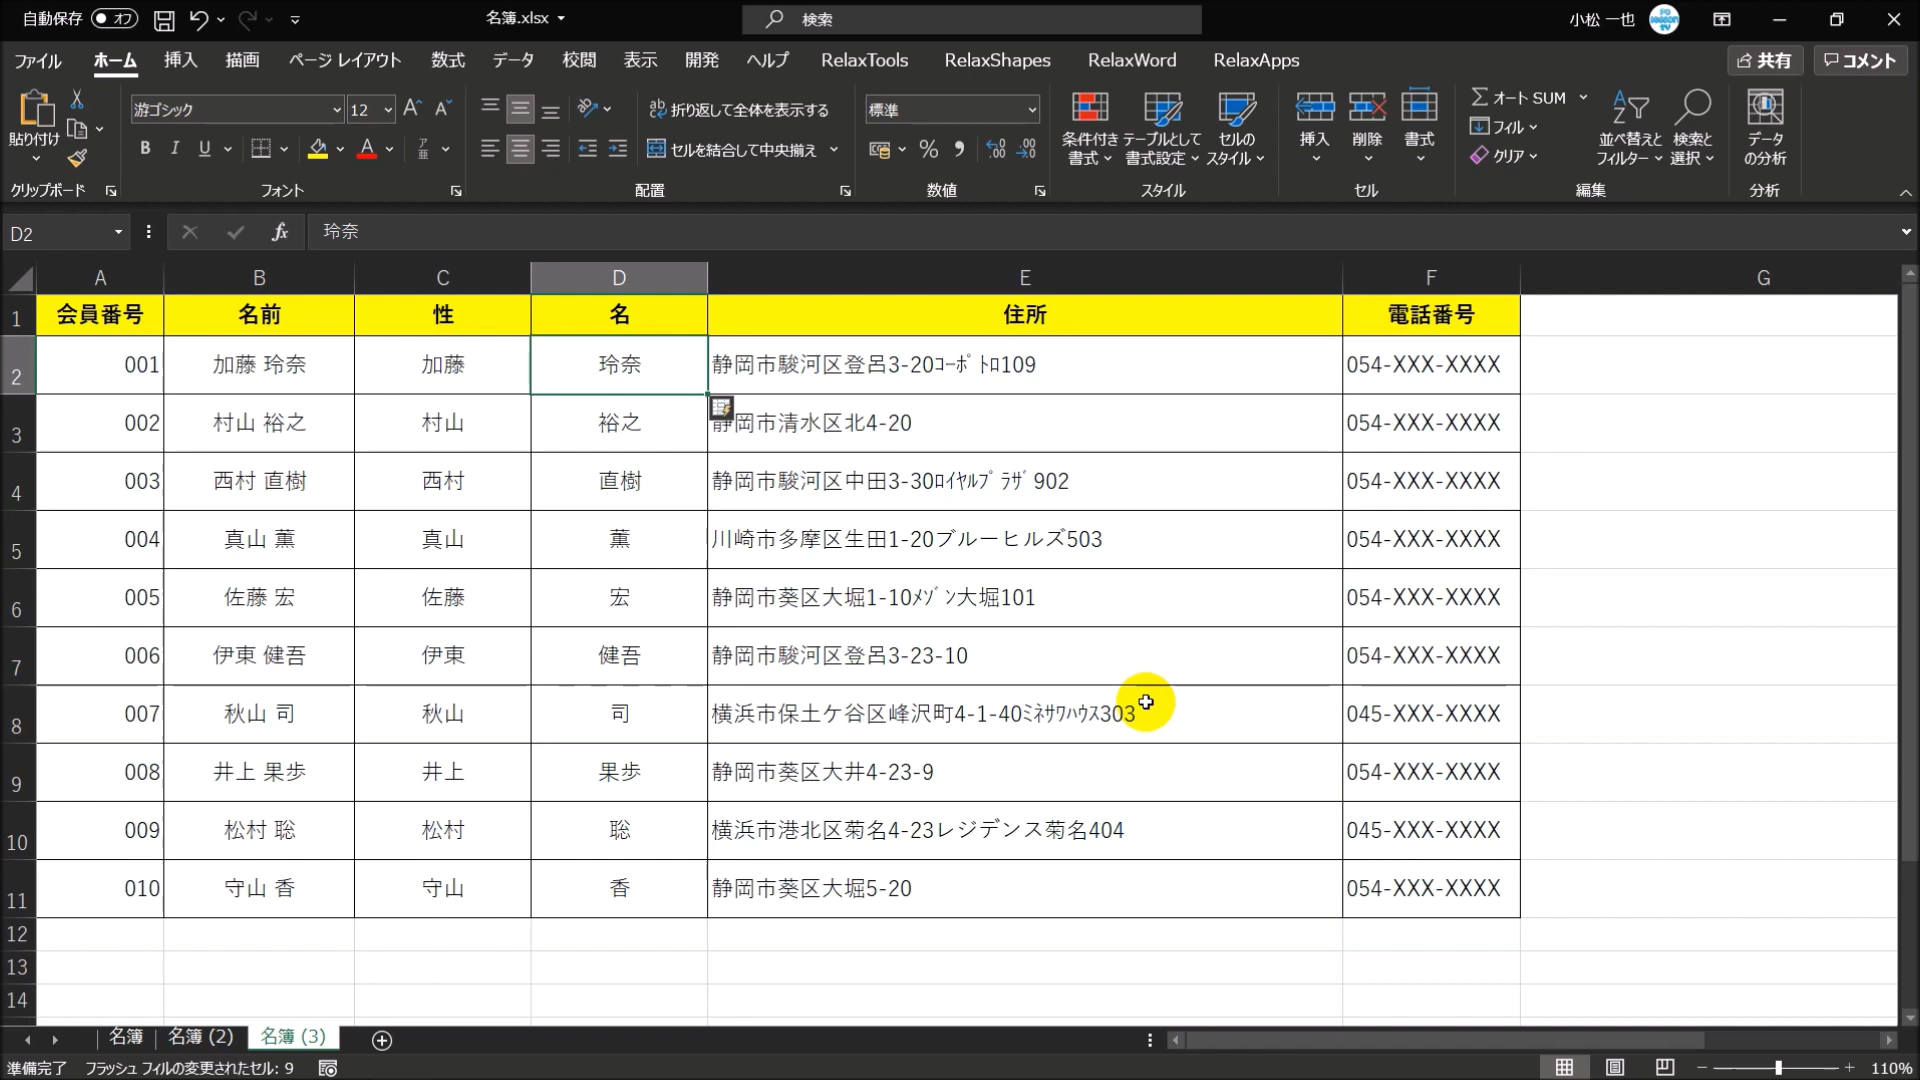 自動保存 オフ 名簿.xlsx 検索 小松 一也
ファイル ホーム 挿入 描画 ページ レイアウト 数式 データ 校閲 表示 開発 ヘルプ RelaxTools RelaxShapes RelaxWord RelaxApps 共有 コメント
貼り付け
クリップボード
游ゴシック 12
B I U
フォント
折り返して全体を表示する
セルを結合して中央揃え
配置
標準
数値
条件付き書式
テーブルとして書式設定
セルのスタイル
スタイル
挿入 削除 書式
セル
オート SUM
フィル
クリア
並べ替えと
フィルター
検索と
選択
編集
データ
の分析
分析
D2 fx 玲奈
A B C D E F G
1 会員番号 名前 性 名 住所 電話番号
2 001 加藤 玲奈 加藤 玲奈 静岡市駿河区登呂3-20ｺｰﾎﾟﾄﾛ109 054-XXX-XXXX
3 002 村山 裕之 村山 裕之 静岡市清水区北4-20 054-XXX-XXXX
4 003 西村 直樹 西村 直樹 静岡市駿河区中田3-30ﾛｲﾔﾙﾌﾟﾗｻﾞ902 054-XXX-XXXX
5 004 真山 薫 真山 薫 川崎市多摩区生田1-20ブルーヒルズ503 054-XXX-XXXX
6 005 佐藤 宏 佐藤 宏 静岡市葵区大堀1-10ﾒｿﾞﾝ大堀101 054-XXX-XXXX
7 006 伊東 健吾 伊東 健吾 静岡市駿河区登呂3-23-10 054-XXX-XXXX
8 007 秋山 司 秋山 司 横浜市保土ケ谷区峰沢町4-1-40ﾐﾈｻﾜﾊｳｽ303 045-XXX-XXXX
9 008 井上 果歩 井上 果歩 静岡市葵区大井4-23-9 054-XXX-XXXX
10 009 松村 聡 松村 聡 横浜市港北区菊名4-23レジデンス菊名404 045-XXX-XXXX
11 010 守山 香 守山 香 静岡市葵区大堀5-20 054-XXX-XXXX
12
13
14
名簿 名簿 (2) 名簿 (3)
準備完了 フラッシュ フィルの変更されたセル: 9 110%